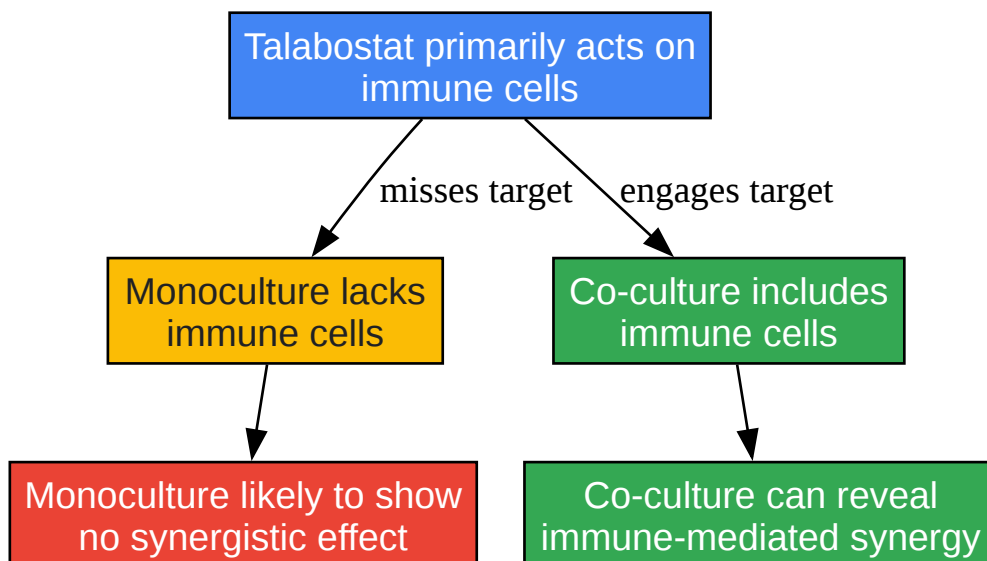 Talabostat primarily acts on
immune cells
misses target
engages target
Monoculture lacks
immune cells
Co-culture includes
immune cells
Monoculture likely to show
no synergistic effect
Co-culture can reveal
immune-mediated synergy